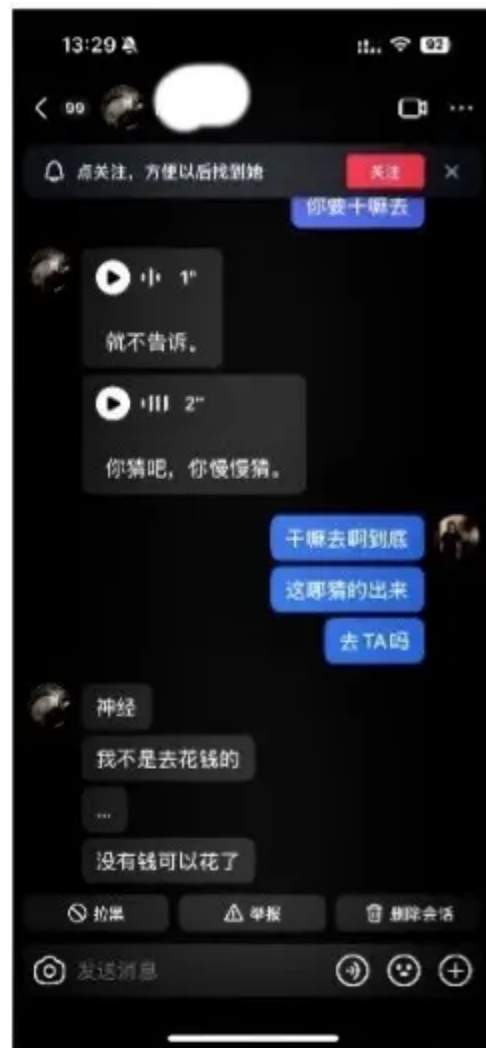 13:29
92
99
点关注，方便以后找到她
关注
你要干嘛去
1"
就不告诉。
2"
你猜吧，你慢慢猜。
干嘛去啊到底
这哪猜的出来
去TA吗
神经
我不是去花钱的
...
没有钱可以花了
拉黑
举报
删除会话
发送消息